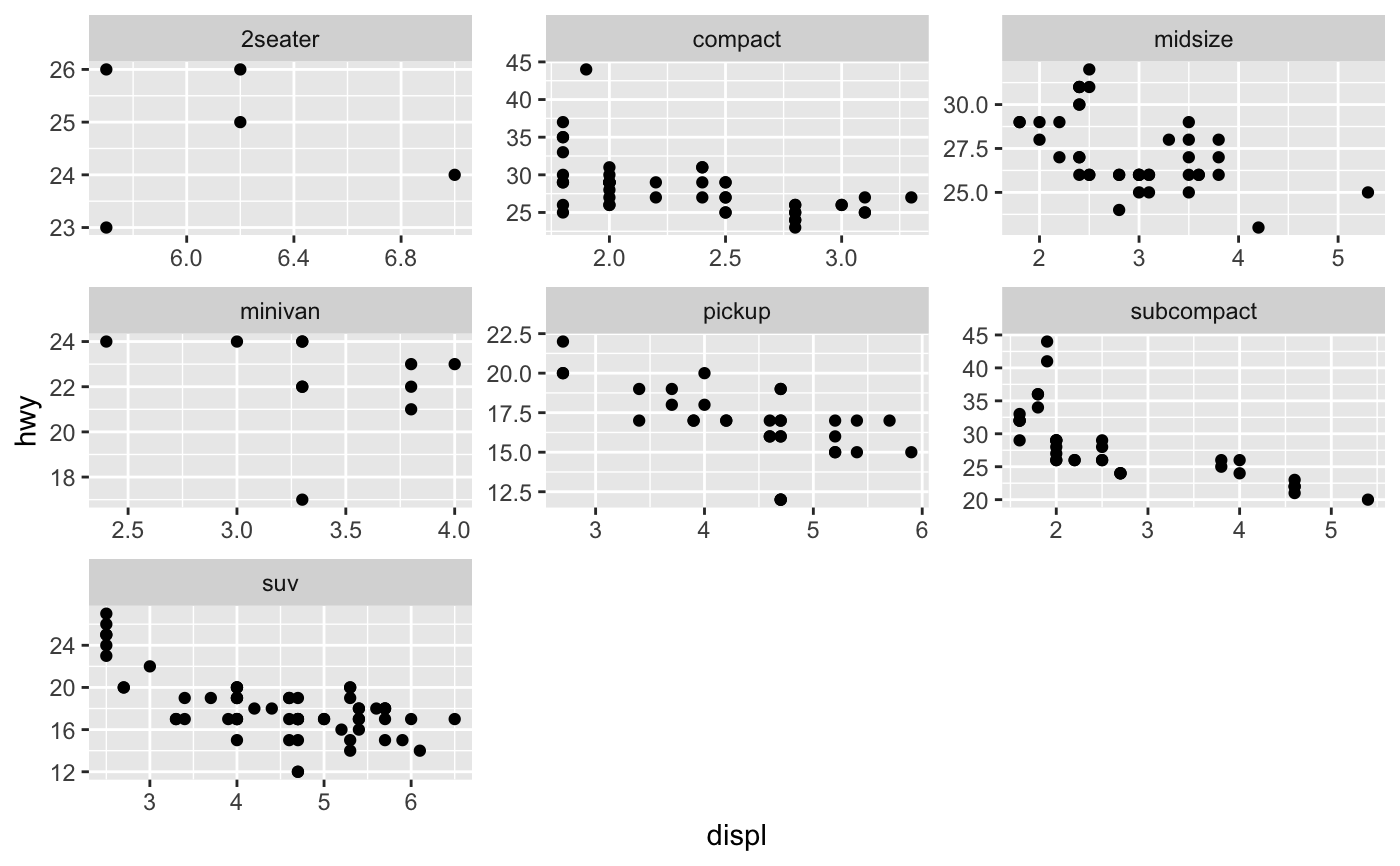 2seater compact midsize
26 25 24 23
45 40 35 30 25
30.0 27.5 25.0
6.0 6.4 6.8
2.0 2.5 3.0
2 3 4 5
minivan pickup subcompact
24 22 20 18
22.5 20.0 17.5 15.0 12.5
45 40 35 30 25 20
2.5 3.0 3.5 4.0
3 4 5 6
2 3 4 5
hwy
suv
24 20 16 12
3 4 5 6
displ